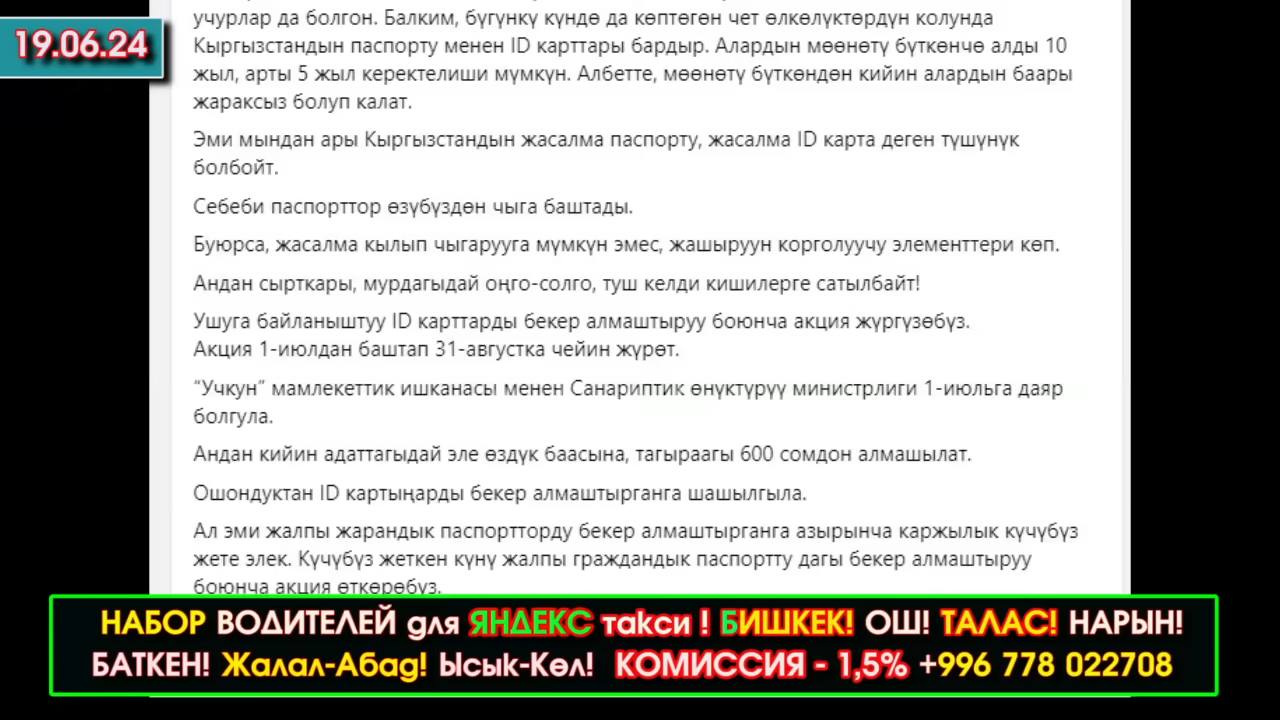 19.06.24
учурлар да болгон. Балким, бүгүнкү күндө да көптөгөн чет өлкөлүктөрдүн колунда
Кыргызстандын паспорту менен ID карттары бардыр. Алардын мөөнөтү бүткөнчө алды 10
жыл, арты 5 жыл керектелиши мүмкүн. Албетте, мөөнөтү бүткөндөн кийин алардын баары
жараксыз болуп калат.
Эми мындан ары Кыргызстандын жасалма паспорту, жасалма ID карта деген түшүнүк
болбойт.
Себеби паспорттор өзүбүздөн чыга баштады.
Буюрса, жасалма кылып чыгарууга мүмкүн эмес, жашыруун корголуучу элементтери көп.
Андан сырткары, мурдагыдай оңго-солго, туш келди кишилерге сатылбайт!
Ушуга байланыштуу ID карттарды бекер алмаштыруу боюнча акция жүргүзөбүз.
Акция 1-июлдан баштап 31-августка чейин жүрөт.
“Учкун” мамлекеттик ишканасы менен Санариптик өнүктүрүү министрлиги 1-июльга даяр
болгула.
Андан кийин адаттагыдай эле өздүк баасына, тагыраагы 600 сомдон алмашылат.
Ошондуктан ID картыңарды бекер алмаштырганга шашылгыла.
Ал эми жалпы жарандык паспортторду бекер алмаштырганга азырынча каржылык күчүбүз
жете элек. Күчүбүз жеткен күнү жалпы граждандык паспортту дагы бекер алмаштыруу
боюнча акция өткөрөбүз.
НАБОР ВОДИТЕЛЕЙ для ЯНДЕКС такси ! БИШКЕК! ОШ! ТАЛАС! НАРЫН!
БАТКЕН! Жалал-Абад! Ысык-Көл! КОМИССИЯ - 1,5% +996 778 022708